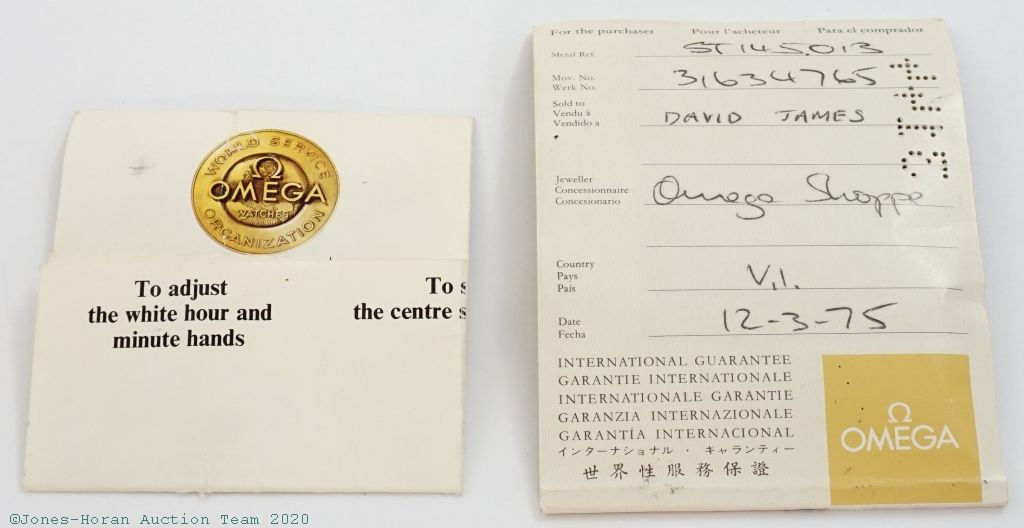 WORLD SERVICE
Ω
OMEGA
WATCHES
ORGANIZATION
To adjust
the white hour and
minute hands
To s
the centre s
For the purchaser Pour l'acheteur Para el comprador
Metal Ref. ST 145.013
Mov. No. 31634765
Werk No.
Sold to
Vendu à DAVID JAMES
Vendido a
Jeweller
Concessionnaire Omega Shoppe
Concesionario
Country
Pays V.I.
País
Date 12-3-75
Fecha
INTERNATIONAL GUARANTEE
GARANTIE INTERNATIONALE
INTERNATIONALE GARANTIE
GARANZIA INTERNAZIONALE
GARANTÍA INTERNACIONAL
インターナショナル・キャランティー
世界性服務保證
Ω
OMEGA
©Jones-Horan Auction Team 2020